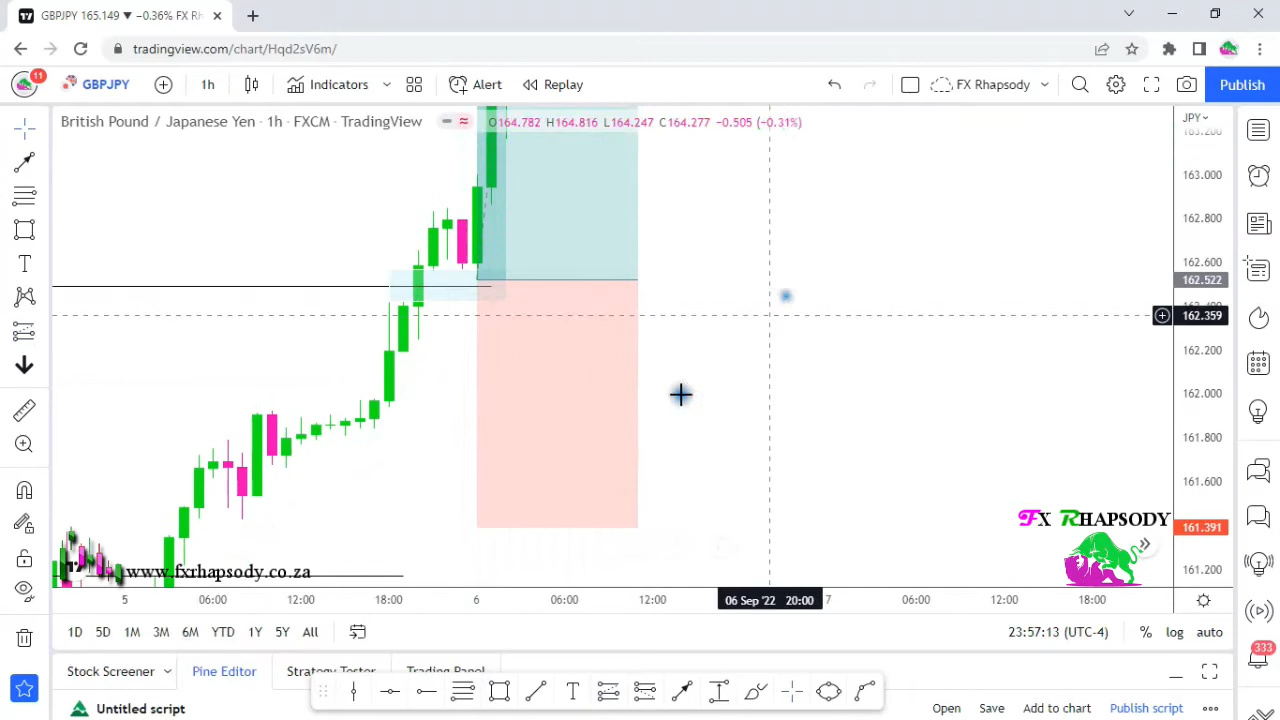 GBPJPY 165.149 ▼ −0.36% FX Rh
tradingview.com/chart/Hqd2sV6m/
11
GBPJPY 1h Indicators Alert Replay FX Rhapsody Publish
British Pound / Japanese Yen · 1h · FXCM · TradingView O164.782 H164.816 L164.247 C164.277 −0.505 (−0.31%)
JPY
163.200
163.000
162.800
162.600
162.522
162.400
162.359
162.200
162.000
161.800
161.600
161.391
161.200
FX RHAPSODY
www.fxrhapsody.co.za
5 06:00 12:00 18:00 6 06:00 12:00 06 Sep '22 20:00 7 06:00 12:00 18:00
1D 5D 1M 3M 6M YTD 1Y 5Y All 23:57:13 (UTC-4) % log auto
333
Stock Screener Pine Editor Strategy Tester Trading Panel
Untitled script Open Save Add to chart Publish script